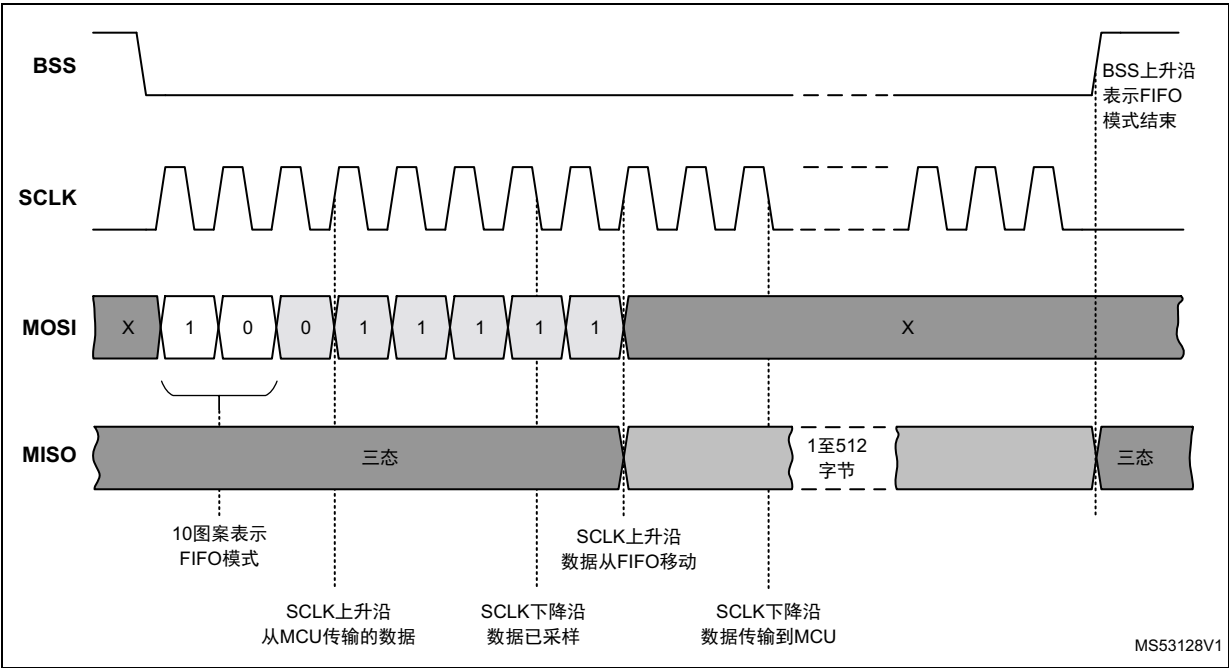 BSS
BSS上升沿
表示FIFO
模式结束
SCLK
MOSI
X 1 0 0 1 1 1 1 1 X
MISO
三态
1至512
字节
三态
10图案表示
FIFO模式
SCLK上升沿
数据从FIFO移动
SCLK上升沿
从MCU传输的数据
SCLK下降沿
数据已采样
SCLK下降沿
数据传输到MCU
MS53128V1